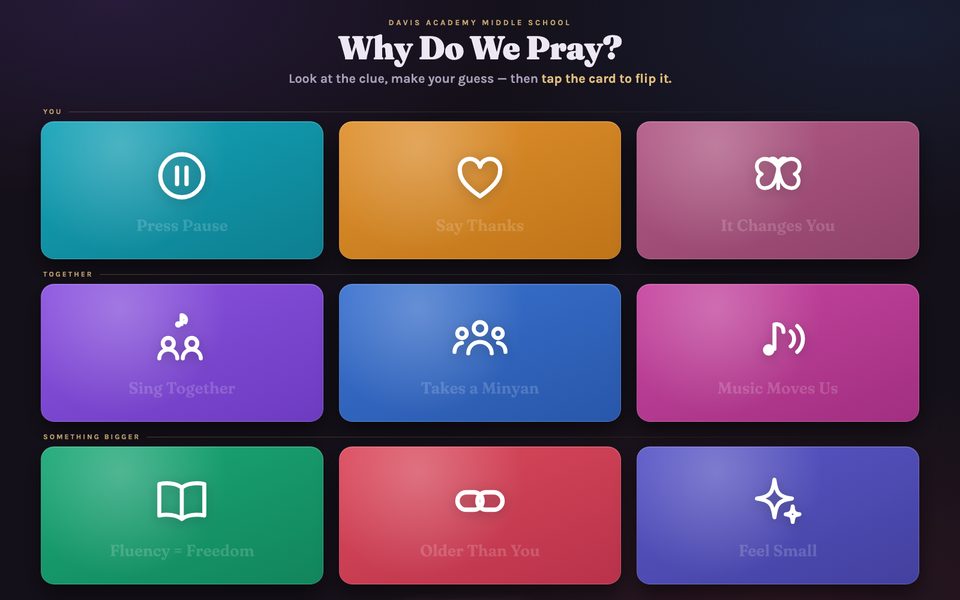 DAVIS ACADEMY MIDDLE SCHOOL
Why Do We Pray?
Look at the clue, make your guess — then tap the card to flip it.
YOU
Press Pause
Say Thanks
It Changes You
TOGETHER
Sing Together
Takes a Minyan
Music Moves Us
SOMETHING BIGGER
Fluency = Freedom
Older Than You
Feel Small